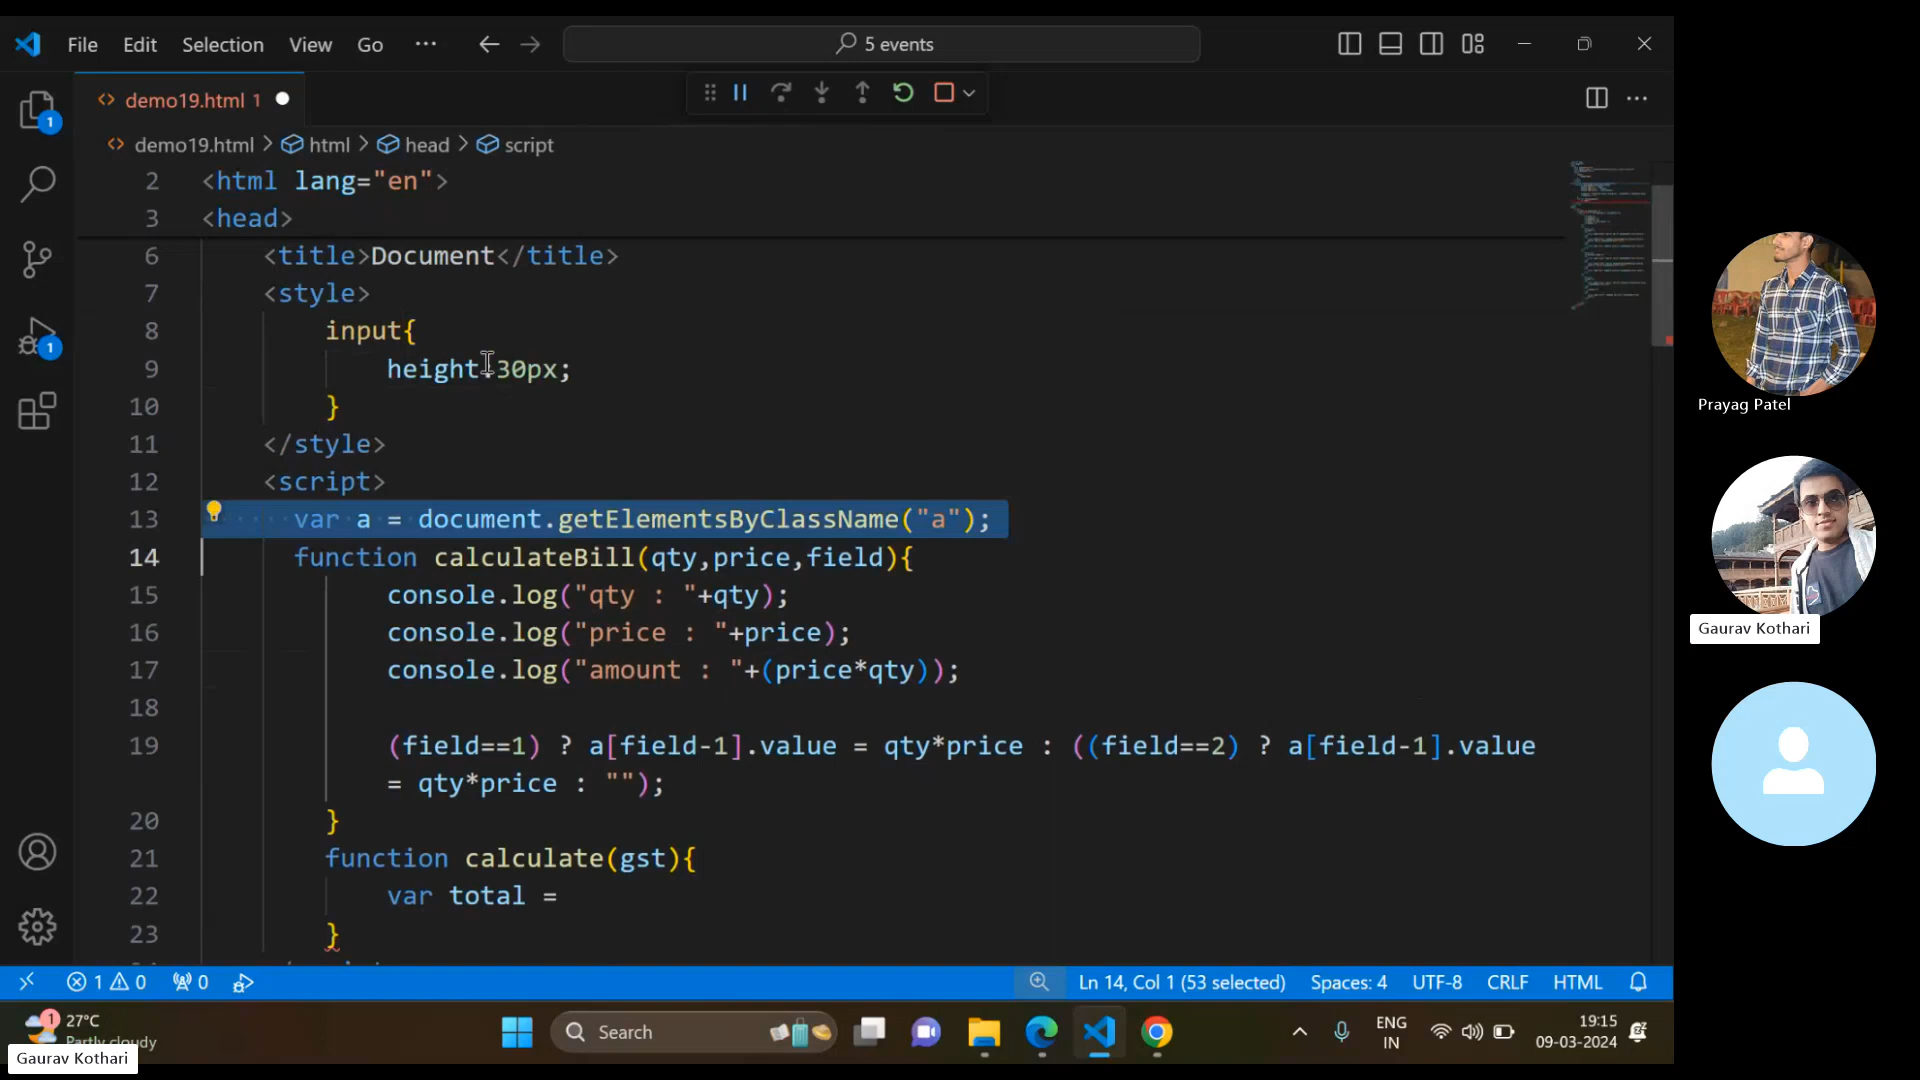 File Edit Selection View Go ··· 5 events
demo19.html 1
demo19.html > html > head > script
2 <html lang="en">
3 <head>
6 <title>Document</title>
7 <style>
8 input{
9 height:30px;
10 }
11 </style>
12 <script>
13 var a = document.getElementsByClassName("a");
14 function calculateBill(qty,price,field){
15 console.log("qty : "+qty);
16 console.log("price : "+price);
17 console.log("amount : "+(price*qty));
18
19 (field==1) ? a[field-1].value = qty*price : ((field==2) ? a[field-1].value
= qty*price : "");
20 }
21 function calculate(gst){
22 var total =
23 }
1
1
Prayag Patel
Gaurav Kothari
1 0 0 Ln 14, Col 1 (53 selected) Spaces: 4 UTF-8 CRLF HTML
1 27°C
Partly cloudy
Search
ENG
IN
19:15
09-03-2024
Gaurav Kothari